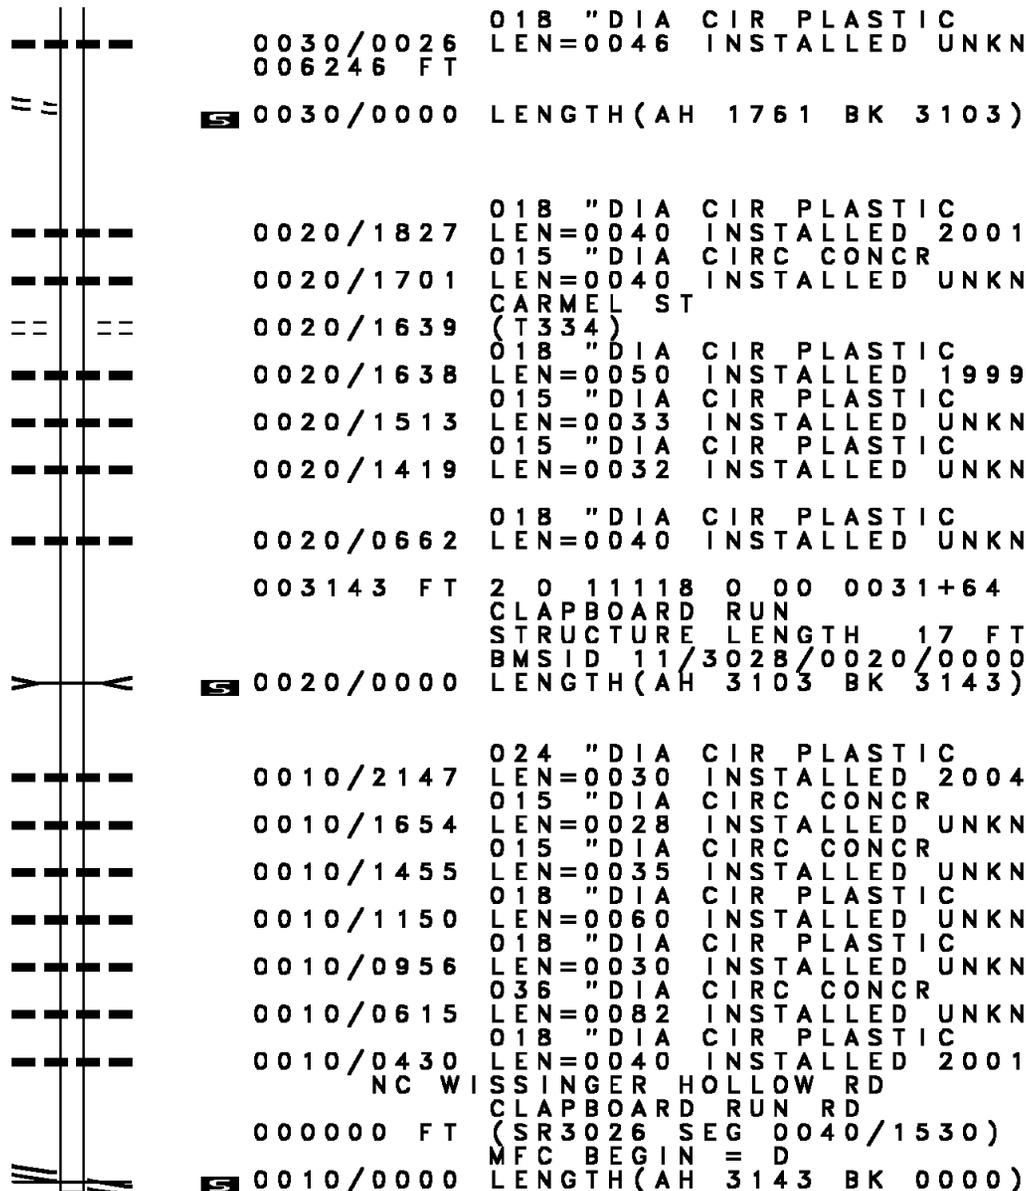 018 "DIA CIR PLASTIC
0030/0026 LEN=0046 INSTALLED UNKN
006246 FT
S 0030/0000 LENGTH(AH 1761 BK 3103)
018 "DIA CIR PLASTIC
0020/1827 LEN=0040 INSTALLED 2001
015 "DIA CIRC CONCR
0020/1701 LEN=0040 INSTALLED UNKN
CARMEL ST
0020/1639 (T334)
018 "DIA CIR PLASTIC
0020/1638 LEN=0050 INSTALLED 1999
015 "DIA CIR PLASTIC
0020/1513 LEN=0033 INSTALLED UNKN
015 "DIA CIR PLASTIC
0020/1419 LEN=0032 INSTALLED UNKN
018 "DIA CIR PLASTIC
0020/0662 LEN=0040 INSTALLED UNKN
003143 FT 2 0 11118 0 00 0031+64
CLAPBOARD RUN
STRUCTURE LENGTH 17 FT
BMSID 11/3028/0020/0000
S 0020/0000 LENGTH(AH 3103 BK 3143)
024 "DIA CIR PLASTIC
0010/2147 LEN=0030 INSTALLED 2004
015 "DIA CIRC CONCR
0010/1654 LEN=0028 INSTALLED UNKN
015 "DIA CIRC CONCR
0010/1455 LEN=0035 INSTALLED UNKN
018 "DIA CIR PLASTIC
0010/1150 LEN=0060 INSTALLED UNKN
018 "DIA CIR PLASTIC
0010/0956 LEN=0030 INSTALLED UNKN
036 "DIA CIRC CONCR
0010/0615 LEN=0082 INSTALLED UNKN
018 "DIA CIR PLASTIC
0010/0430 LEN=0040 INSTALLED 2001
NC WISSINGER HOLLOW RD
CLAPBOARD RUN RD
000000 FT (SR3026 SEG 0040/1530)
MFC BEGIN = D
S 0010/0000 LENGTH(AH 3143 BK 0000)